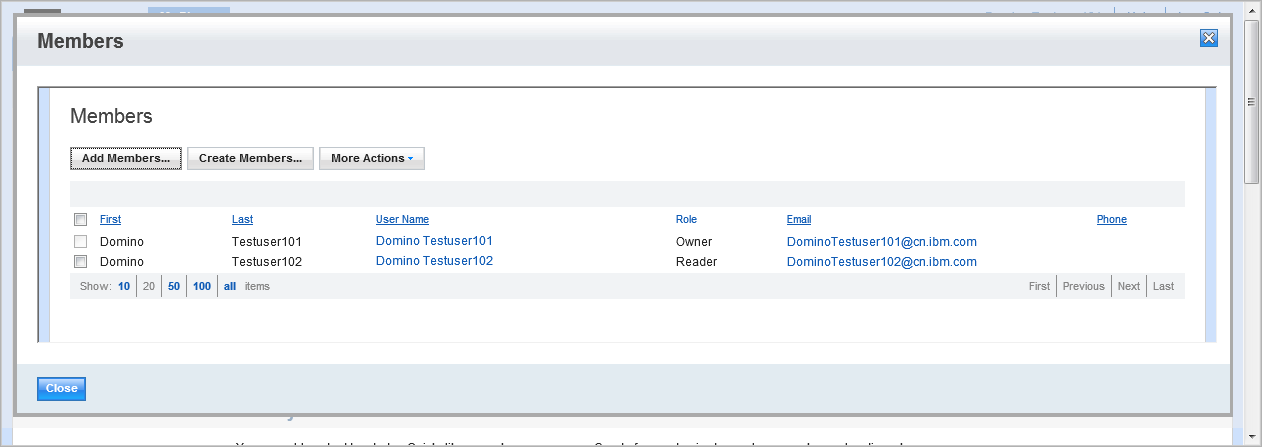 Members
Members
Add Members... Create Members... More Actions
First Last User Name Role Email Phone
Domino Testuser101 Domino Testuser101 Owner DominoTestuser101@cn.ibm.com
Domino Testuser102 Domino Testuser102 Reader DominoTestuser102@cn.ibm.com
Show: 10 20 50 100 all items First Previous Next Last
Close